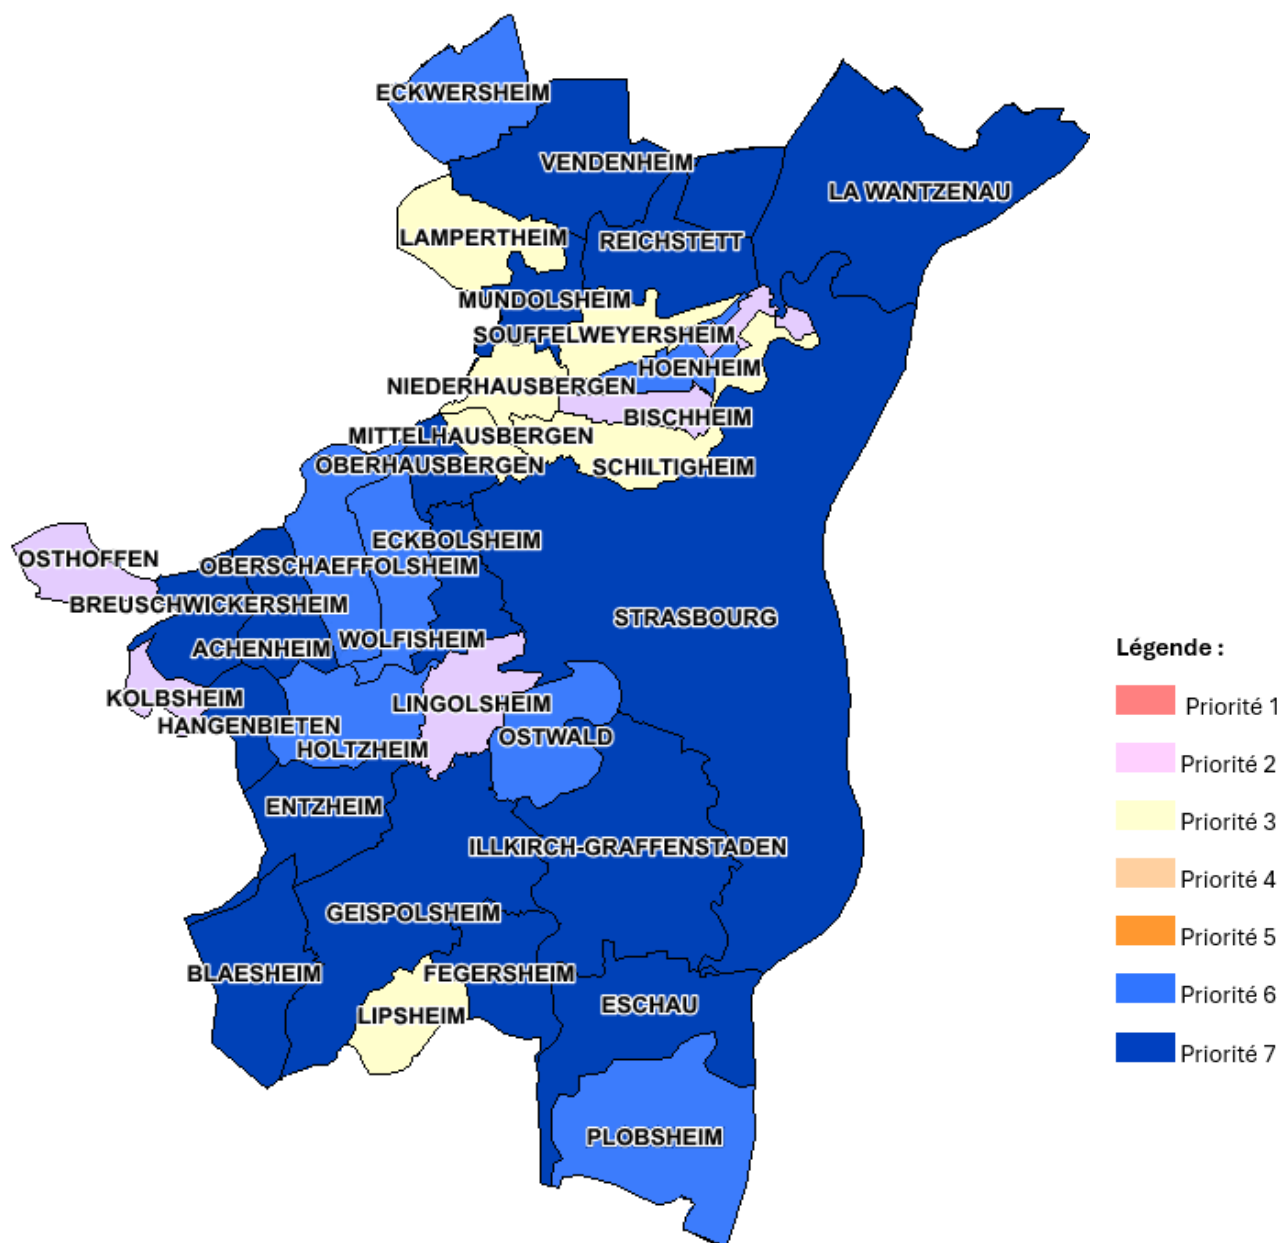 ECKWERSHEIM
VENDENHEIM
LA WANTZENAU
LAMPERTHEIM
REICHSTETT
MUNDOLSHEIM
SOUFFELWEYERSHEIM
HOENHEIM
NIEDERHAUSBERGEN
BISCHHEIM
MITTELHAUSBERGEN
OBERHAUSBERGEN
SCHILTIGHEIM
ECKBOLSHEIM
OSTHOFFEN
OBERSCHAEFFOLSHEIM
BREUSCHWICKERSHEIM
STRASBOURG
WOLFISHEIM
ACHENHEIM
KOLBSHEIM
LINGOLSHEIM
HANGENBIETEN
OSTWALD
HOLTZHEIM
ENTZHEIM
ILLKIRCH-GRAFFENSTADEN
GEISPOLSHEIM
BLAESHEIM
FEGERSHEIM
ESCHAU
LIPSHEIM
PLOBSHEIM
Légende :
Priorité 1
Priorité 2
Priorité 3
Priorité 4
Priorité 5
Priorité 6
Priorité 7